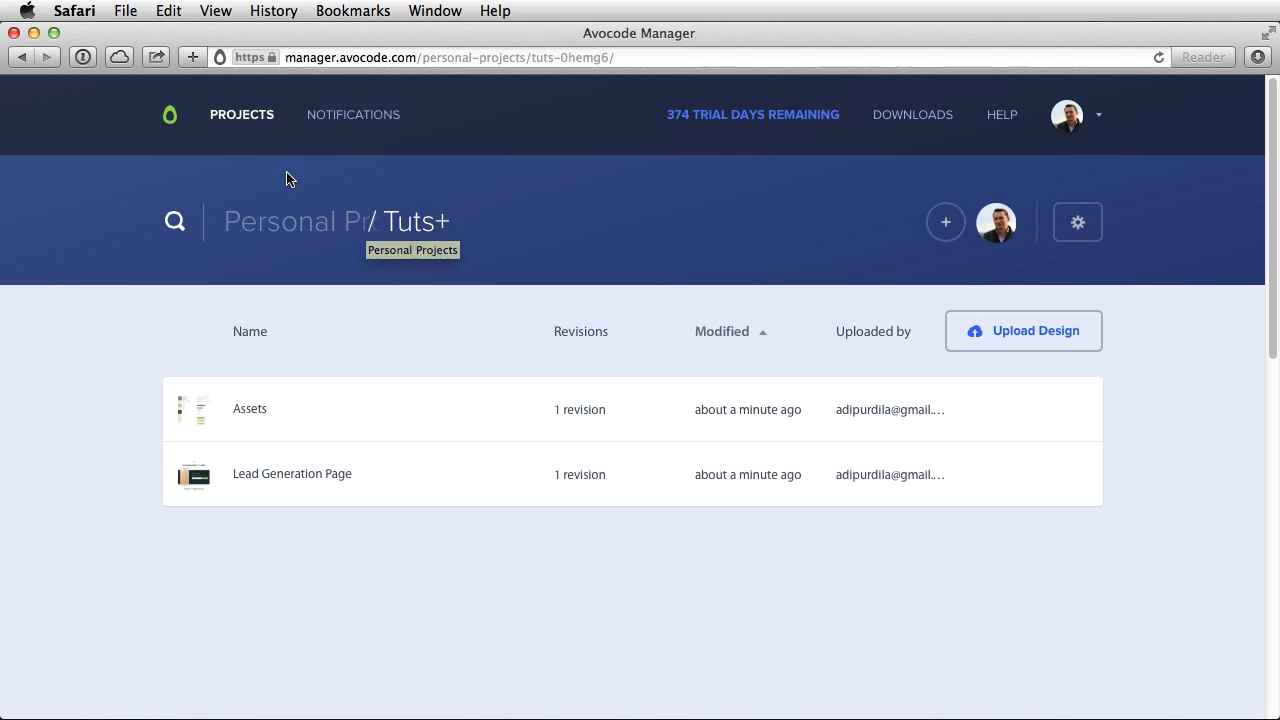 Safari File Edit View History Bookmarks Window Help
Avocode Manager
https manager.avocode.com/personal-projects/tuts-0hemg6/ Reader
PROJECTS NOTIFICATIONS 374 TRIAL DAYS REMAINING DOWNLOADS HELP
Personal Pr / Tuts+
Personal Projects
Name Revisions Modified Uploaded by Upload Design
Assets 1 revision about a minute ago adipurdila@gmail.…
Lead Generation Page 1 revision about a minute ago adipurdila@gmail.…